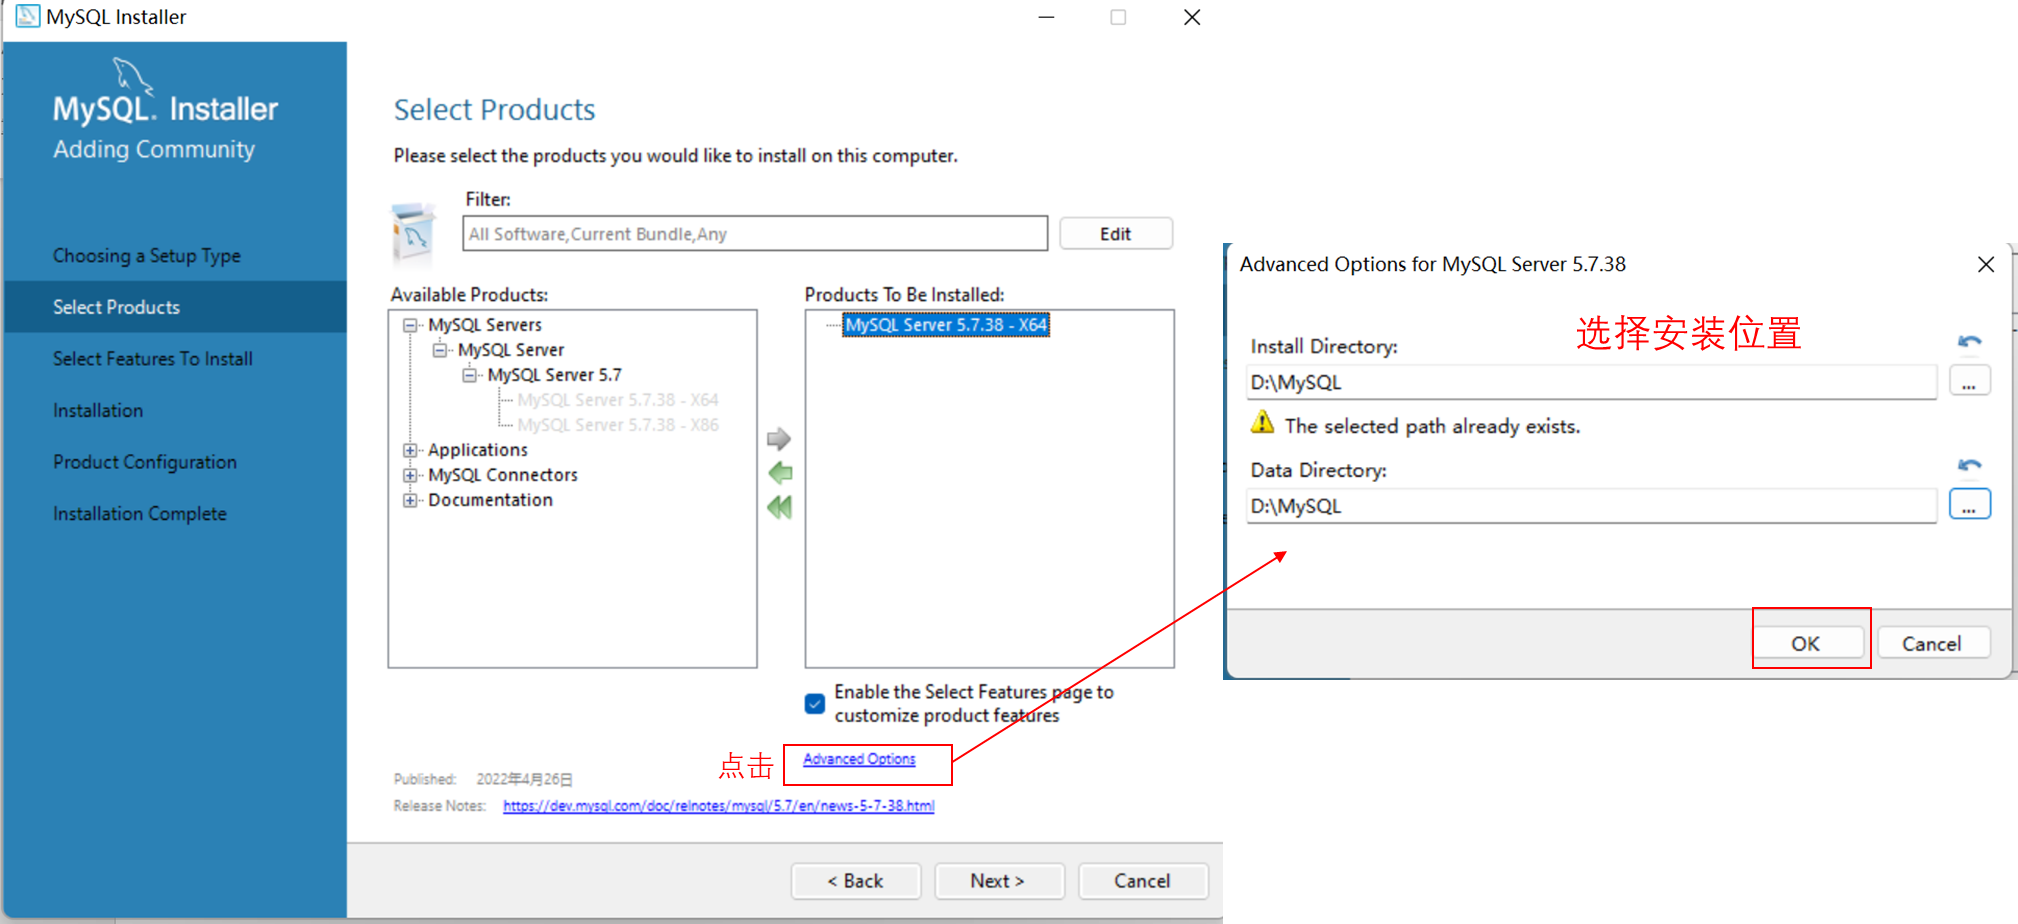 MySQL Installer
MySQL. Installer
Adding Community
Choosing a Setup Type
Select Products
Select Features To Install
Installation
Product Configuration
Installation Complete
Select Products
Please select the products you would like to install on this computer.
Filter:
All Software,Current Bundle,Any
Edit
Available Products:
MySQL Servers
MySQL Server
MySQL Server 5.7
MySQL Server 5.7.38 - X64
MySQL Server 5.7.38 - X86
Applications
MySQL Connectors
Documentation
Products To Be Installed:
MySQL Server 5.7.38 - X64
Enable the Select Features page to
customize product features
点击
Advanced Options
Published: 2022年4月26日
Release Notes: https://dev.mysql.com/doc/relnotes/mysql/5.7/en/news-5-7-38.html
< Back
Next >
Cancel
Advanced Options for MySQL Server 5.7.38
选择安装位置
Install Directory:
D:\MySQL
...
The selected path already exists.
Data Directory:
D:\MySQL
...
OK
Cancel